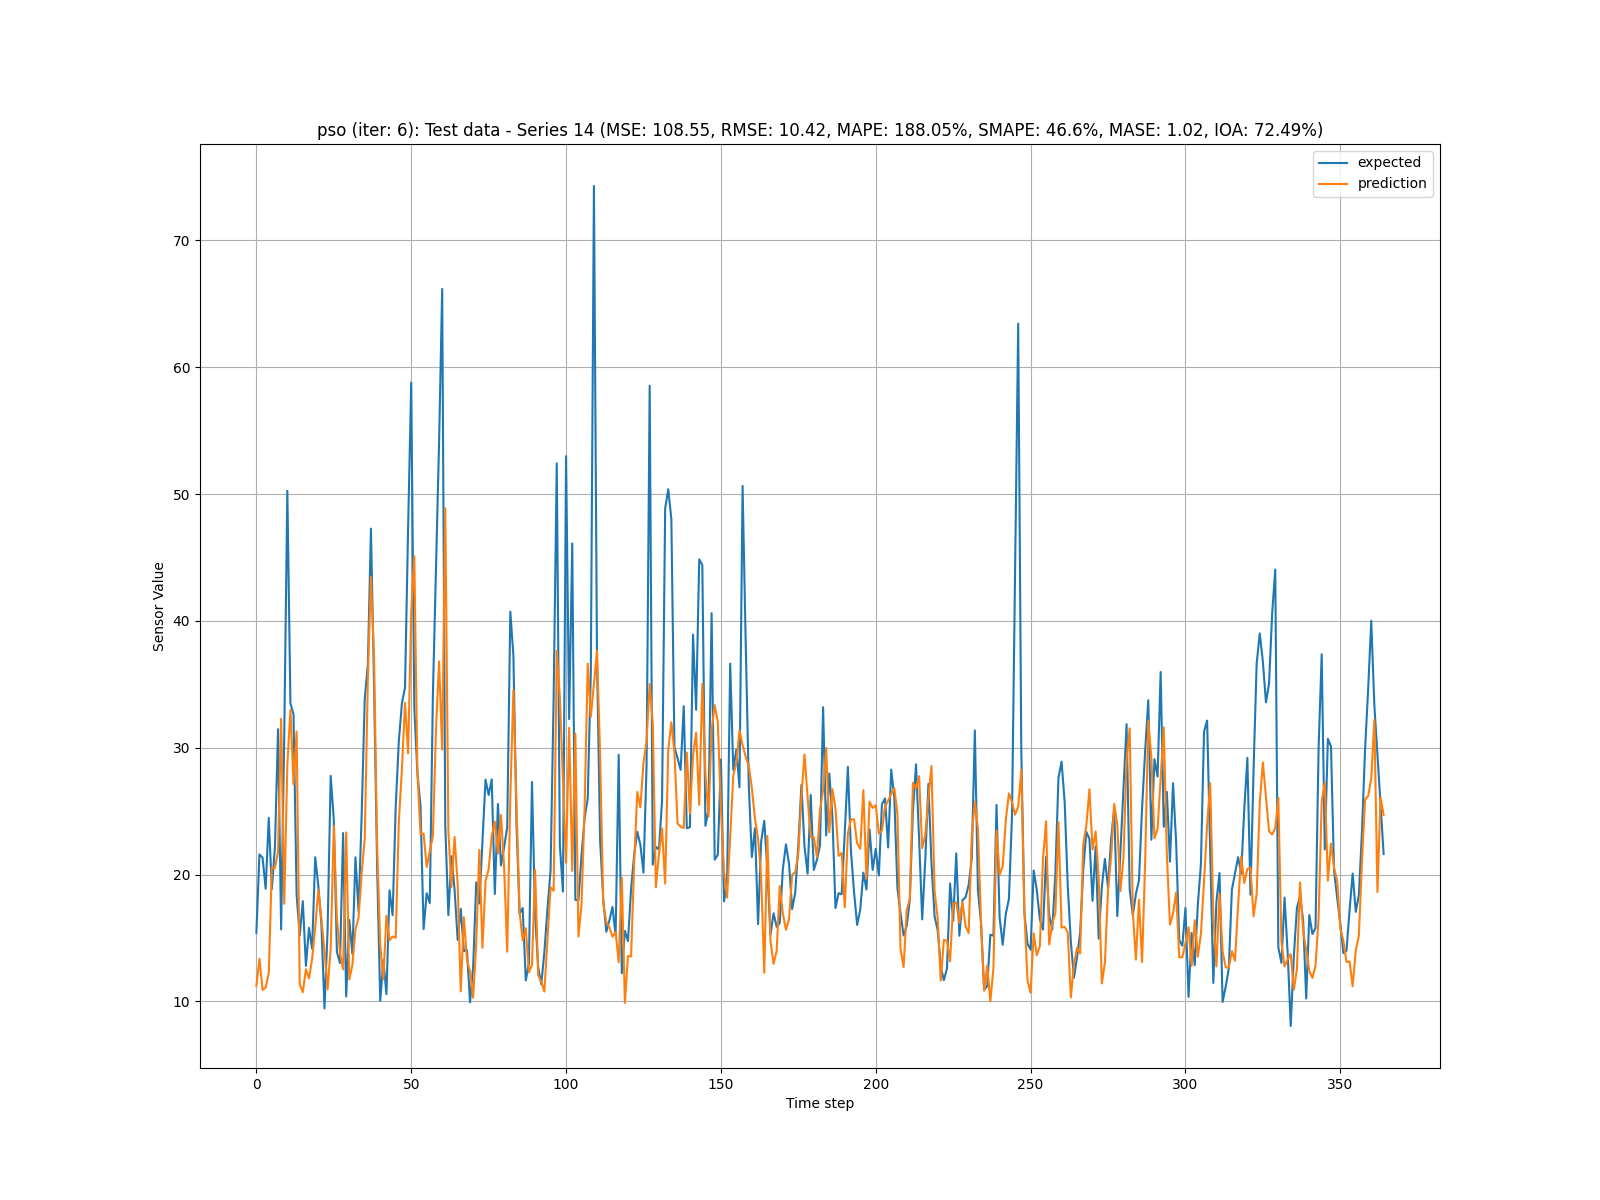 pso (iter: 6): Test data - Series 14 (MSE: 108.55, RMSE: 10.42, MAPE: 188.05%, SMAPE: 46.6%, MASE: 1.02, IOA: 72.49%)
expected
prediction
70
60
50
40
30
20
10
Sensor Value
0 50 100 150 200 250 300 350
Time step